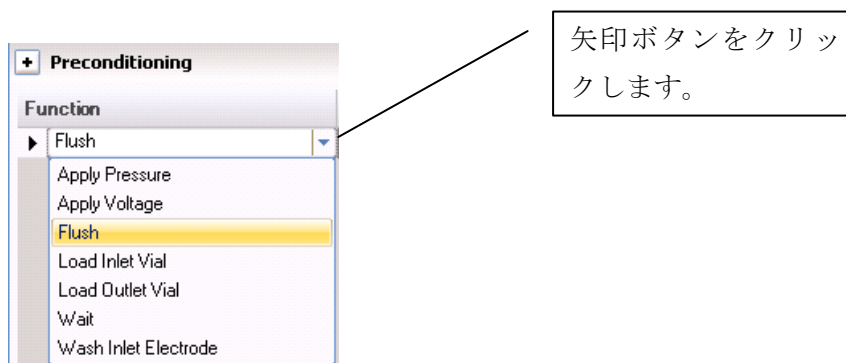 矢印ボタンをクリッ
クします。
Preconditioning
Function
Flush
Apply Pressure
Apply Voltage
Flush
Load Inlet Vial
Load Outlet Vial
Wait
Wash Inlet Electrode